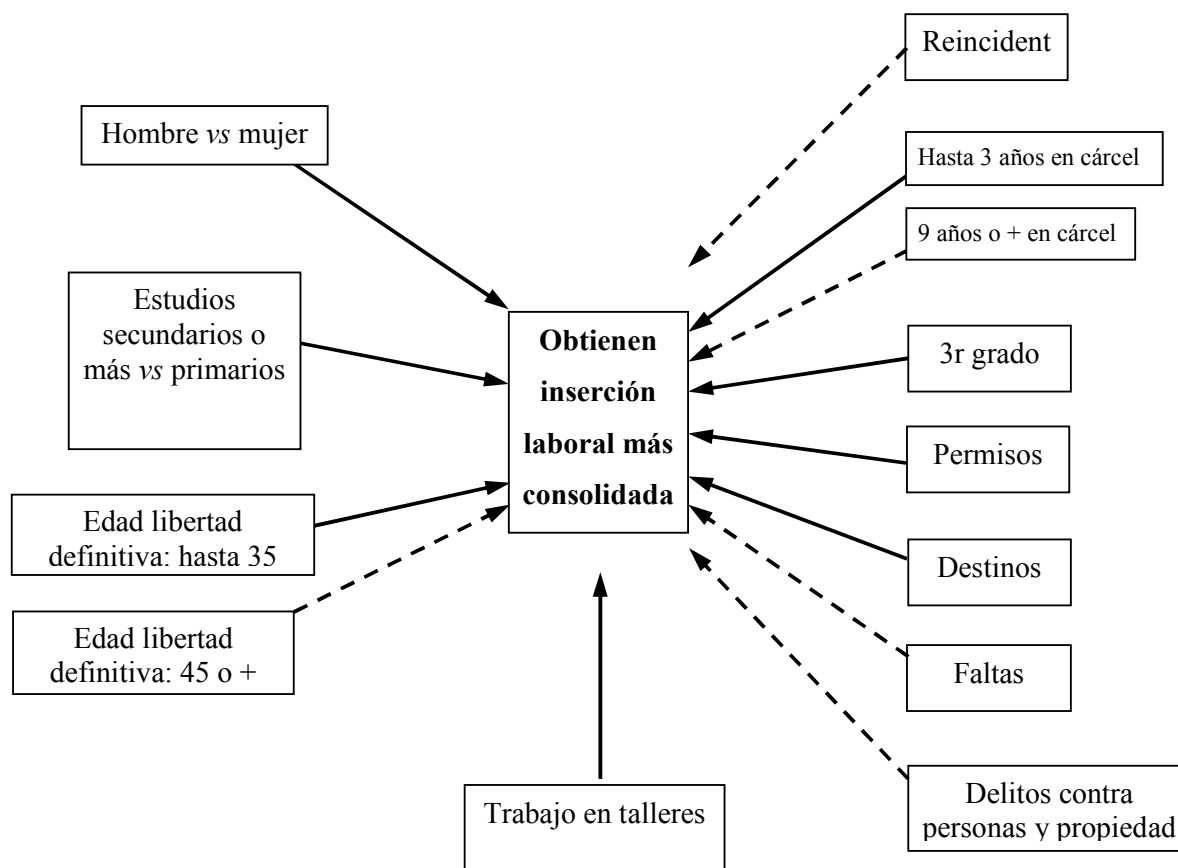 Reincident
Hombre vs mujer
Hasta 3 años en cárcel
9 años o + en cárcel
Estudios
secundarios o
más vs primarios
Obtienen
inserción
laboral más
consolidada
3r grado
Permisos
Edad libertad
definitiva: hasta 35
Destinos
Edad libertad
definitiva: 45 o +
Faltas
Trabajo en talleres
Delitos contra
personas y propiedad